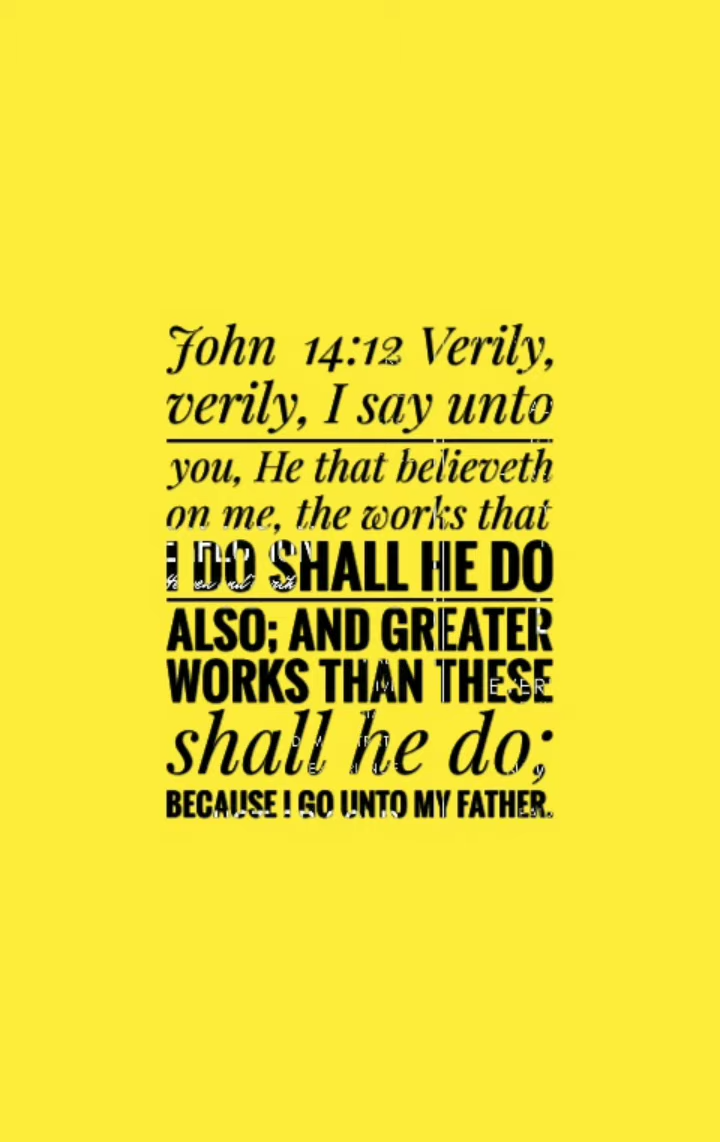 John 14:12 Verily,
verily, I say unto
you, He that believeth
on me, the works that
I DO SHALL HE DO
ALSO; AND GREATER
WORKS THAN THESE
EVER
shall he do;
BECAUSE I GO UNTO MY FATHER.